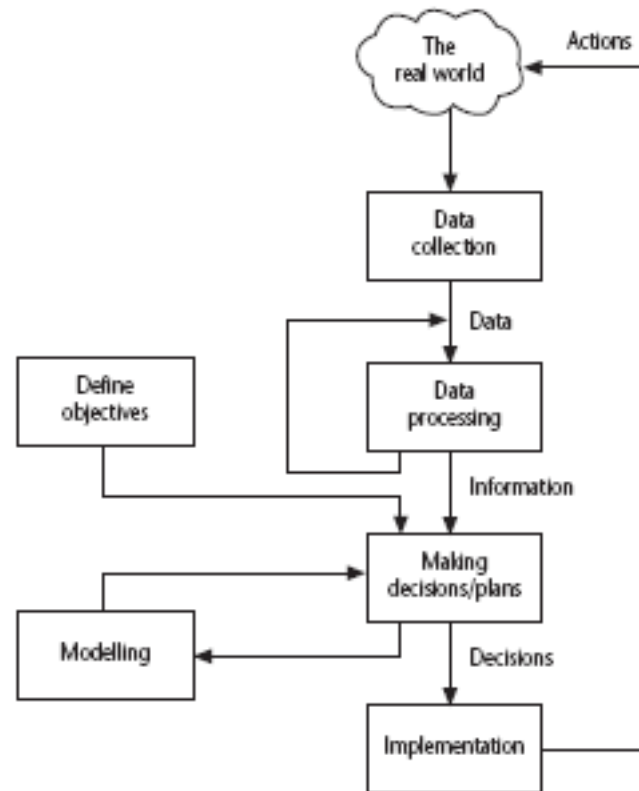 The
real world
Actions
Data
collection
Data
Define
objectives
Data
processing
Information
Making
decisions/plans
Modelling
Decisions
Implementation